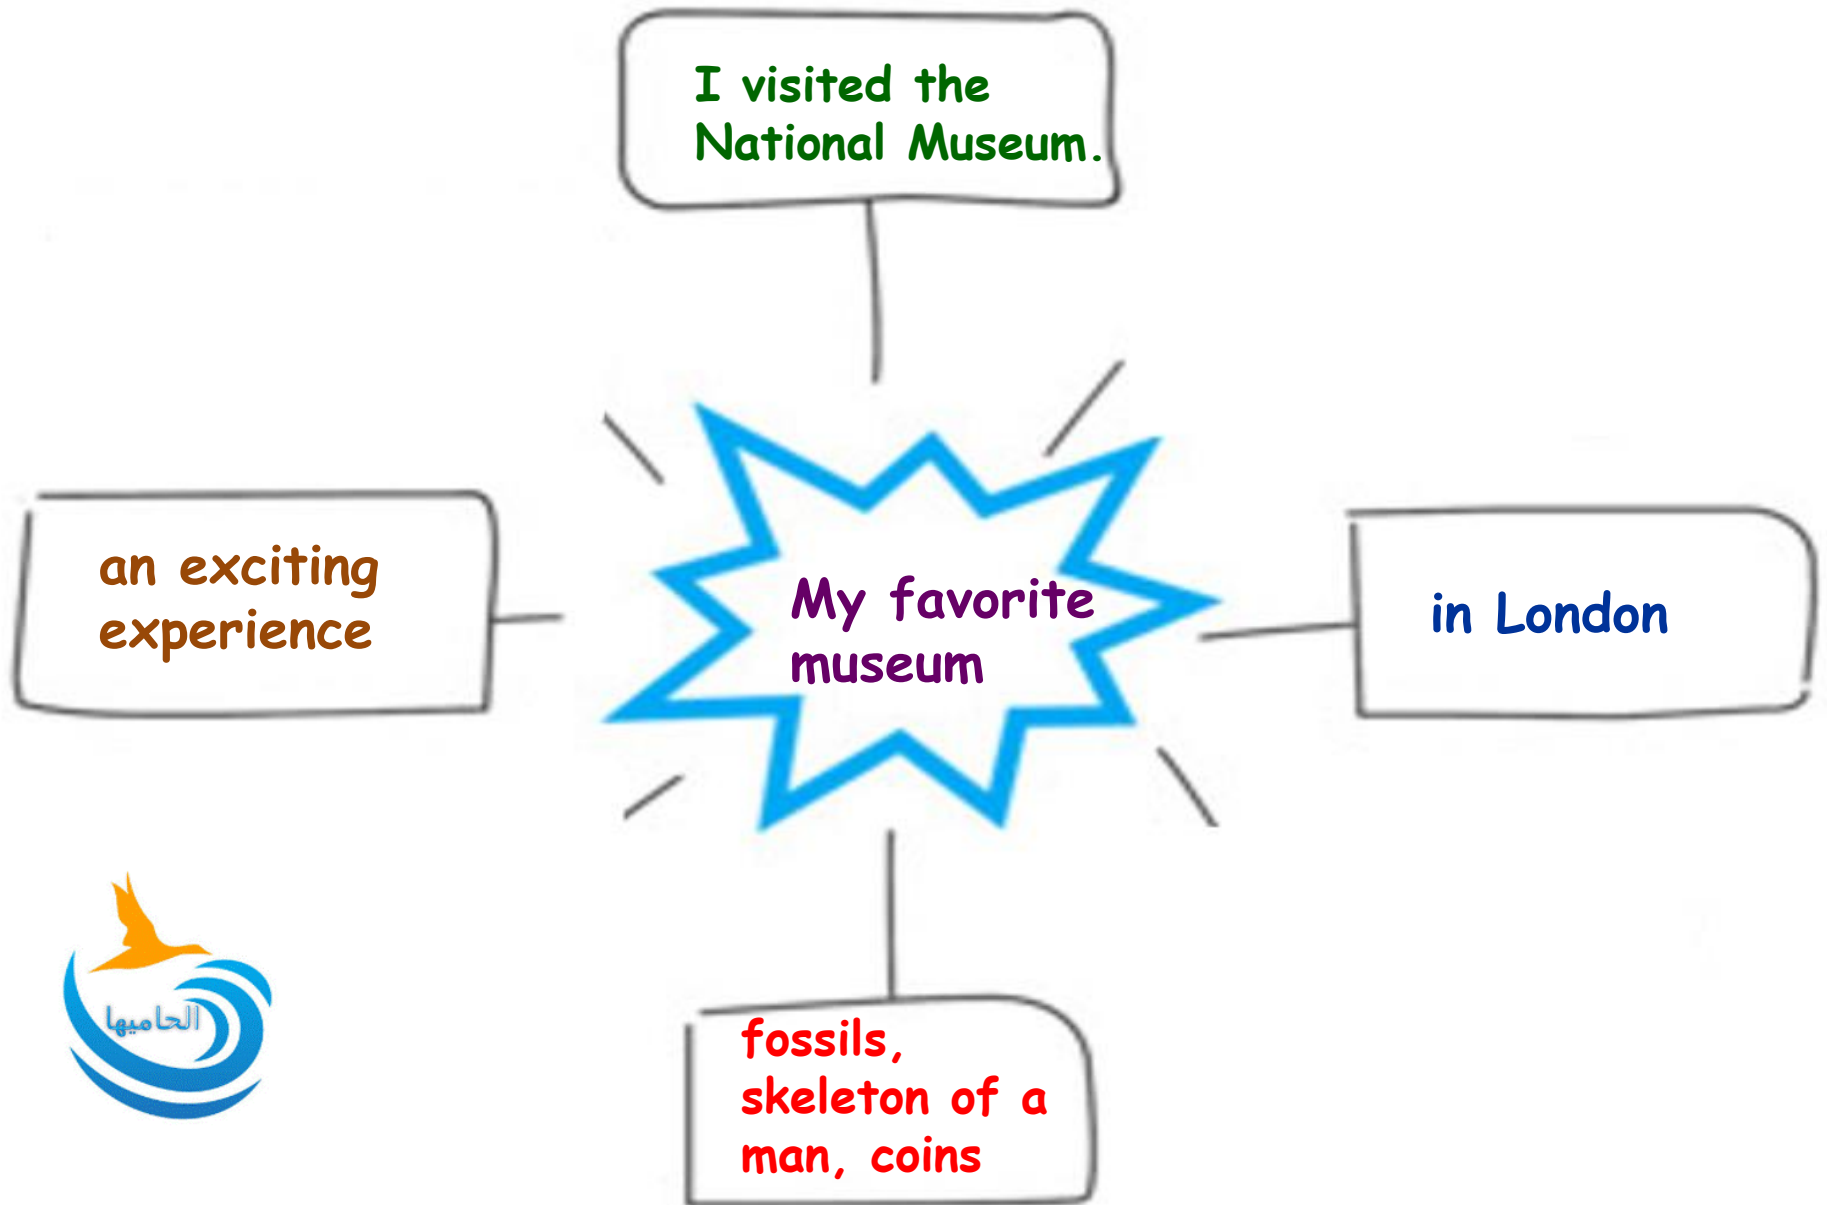 I visited the
National Museum.
an exciting
experience
My favorite
museum
in London
الحاميها
fossils,
skeleton of a
man, coins